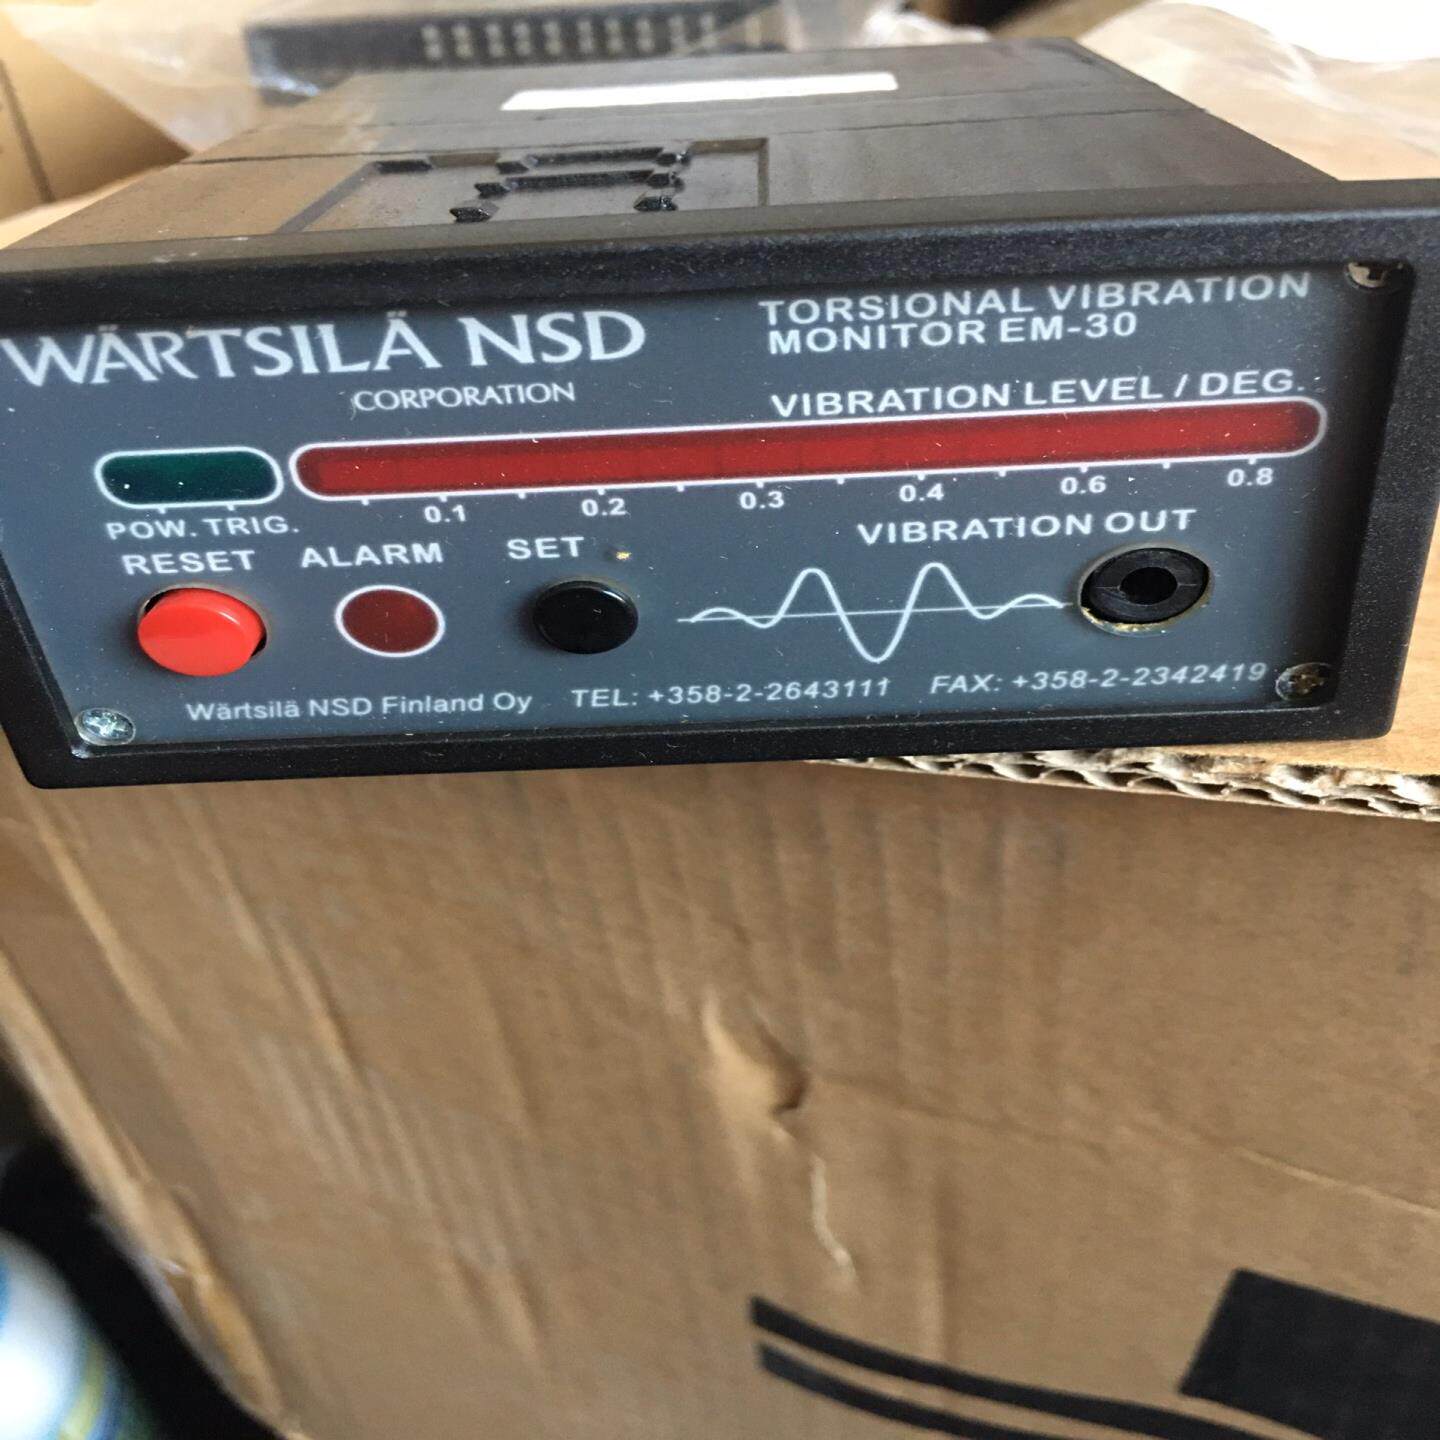 WÄRTSILÄ NSD
CORPORATION
TORSIONAL VIBRATION
MONITOR EM-30
VIBRATION LEVEL / DEG.
0.1 0.2 0.3 0.4 0.6 0.8
POW. TRIG.
RESET ALARM SET VIBRATION OUT
Wärtsilä NSD Finland Oy TEL: +358-2-2643111 FAX: +358-2-2342419